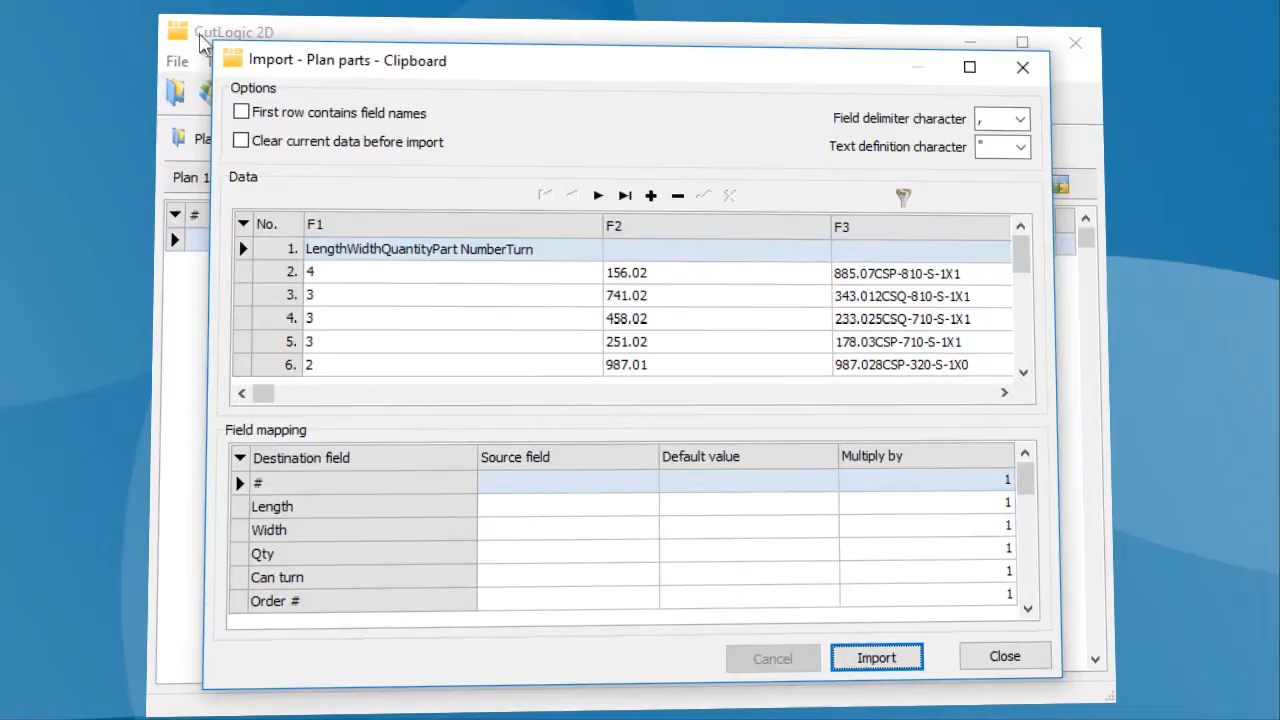 CutLogic 2D
File
Import - Plan parts - Clipboard
Options
First row contains field names
Field delimiter character ,
Clear current data before import
Text definition character "
Plan 1
Data
# No. F1 F2 F3
1. LengthWidthQuantityPart NumberTurn
2. 4 156.02 885.07CSP-810-S-1X1
3. 3 741.02 343.012CSQ-810-S-1X1
4. 3 458.02 233.025CSQ-710-S-1X1
5. 3 251.02 178.03CSP-710-S-1X1
6. 2 987.01 987.028CSP-320-S-1X0
Field mapping
Destination field Source field Default value Multiply by
# 1
Length 1
Width 1
Qty 1
Can turn 1
Order # 1
Cancel Import Close